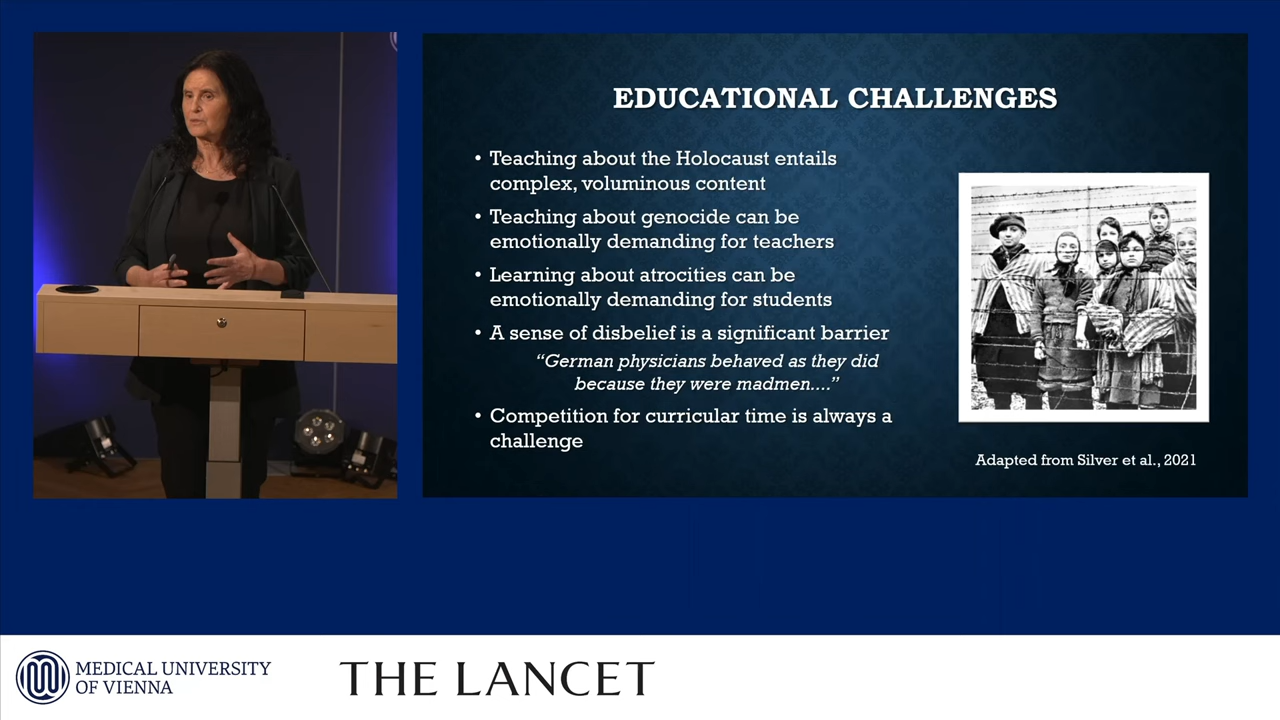 EDUCATIONAL CHALLENGES
• Teaching about the Holocaust entails
complex, voluminous content
• Teaching about genocide can be
emotionally demanding for teachers
• Learning about atrocities can be
emotionally demanding for students
• A sense of disbelief is a significant barrier
“German physicians behaved as they did
because they were madmen....”
• Competition for curricular time is always a
challenge
Adapted from Silver et al., 2021
MEDICAL UNIVERSITY
OF VIENNA
THE LANCET